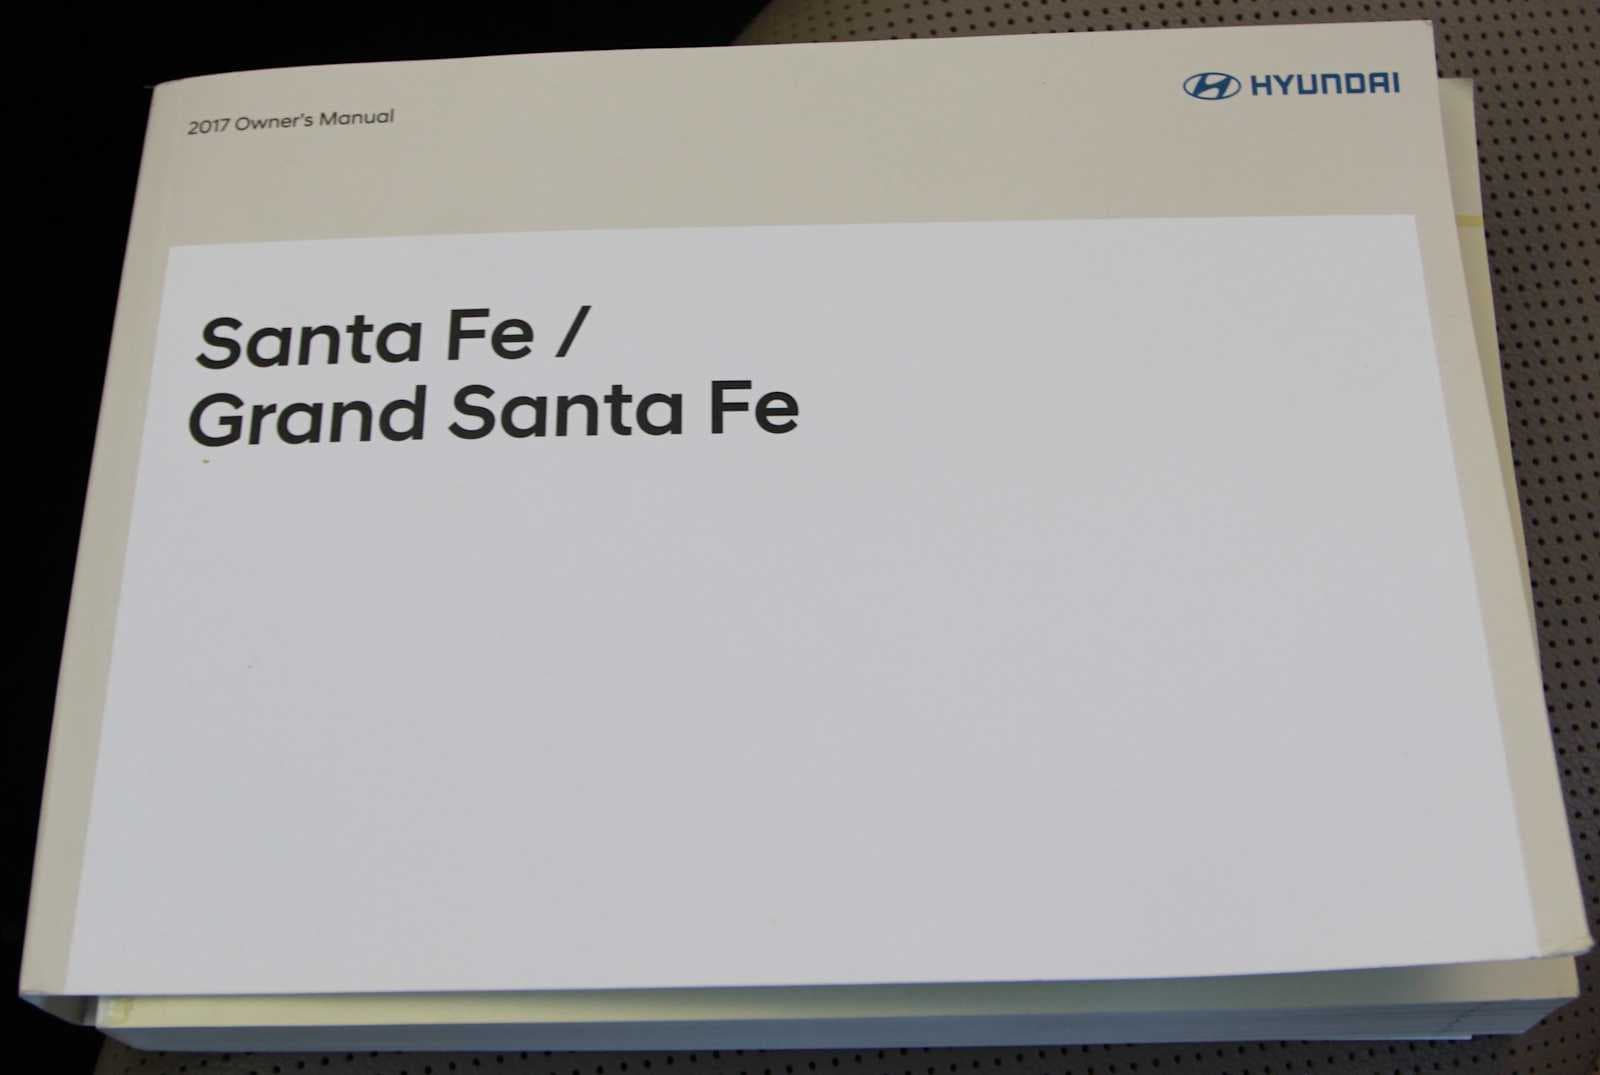 2017 Owner's Manual
HYUNDAI
Santa Fe /
Grand Santa Fe